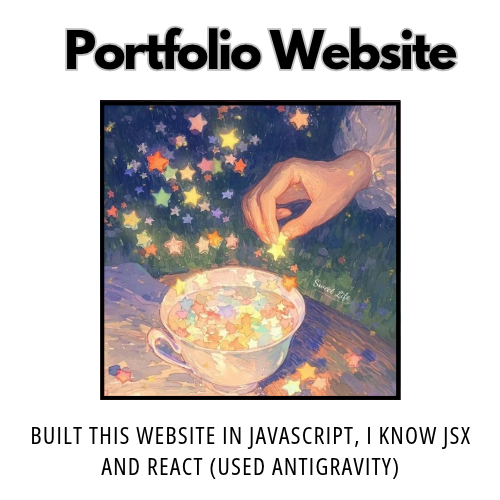 Portfolio Website
Sweet Life
BUILT THIS WEBSITE IN JAVASCRIPT, I KNOW JSX
AND REACT (USED ANTIGRAVITY)